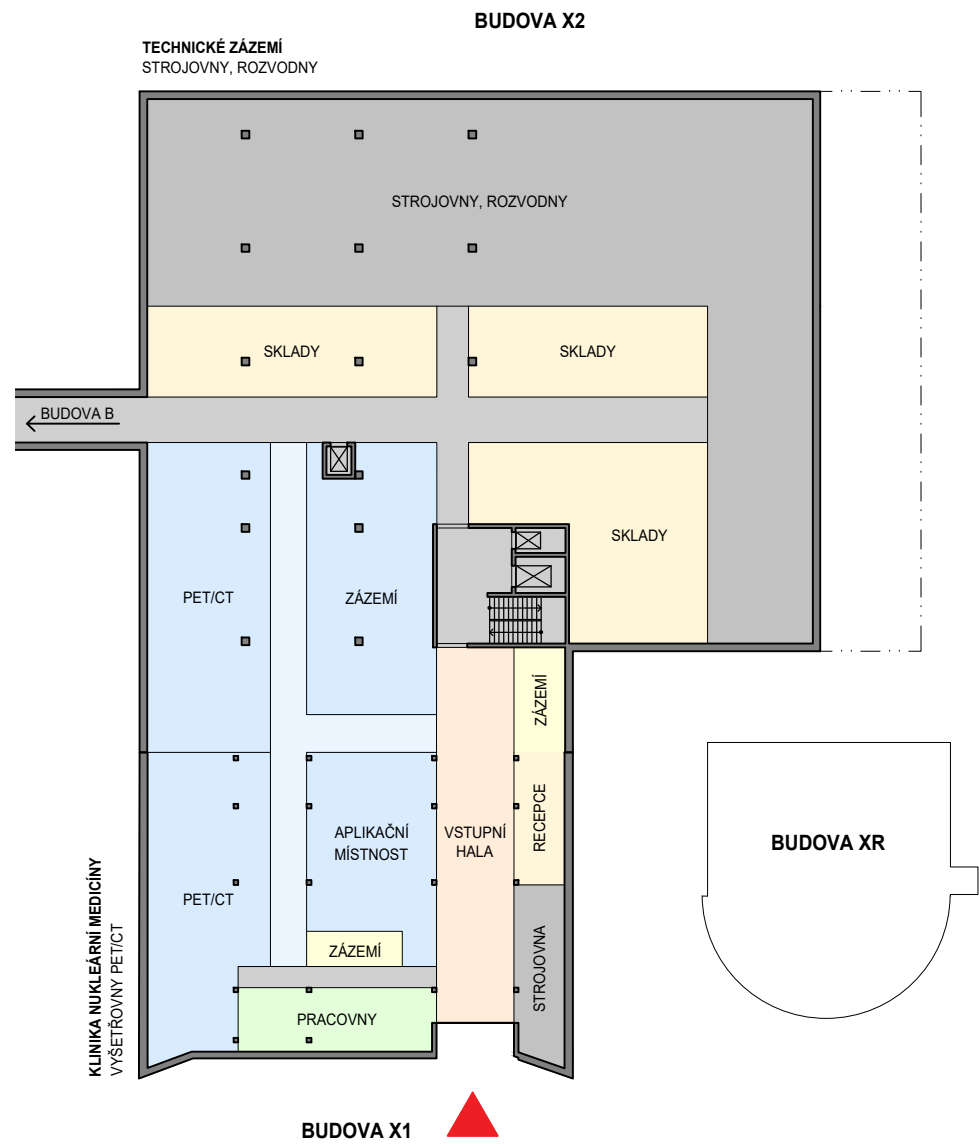 BUDOVA X2
TECHNICKÉ ZÁZEMÍ
STROJOVNY, ROZVODNY
STROJOVNY, ROZVODNY
SKLADY
SKLADY
BUDOVA B
SKLADY
PET/CT
ZÁZEMÍ
ZÁZEMÍ
RECEPCE
APLIKAČNÍ
MÍSTNOST
VSTUPNÍ
HALA
BUDOVA XR
PET/CT
ZÁZEMÍ
STROJOVNA
PRACOVNY
KLINIKA NUKLEÁRNÍ MEDICÍNY
VYŠETŘOVNY PET/CT
BUDOVA X1